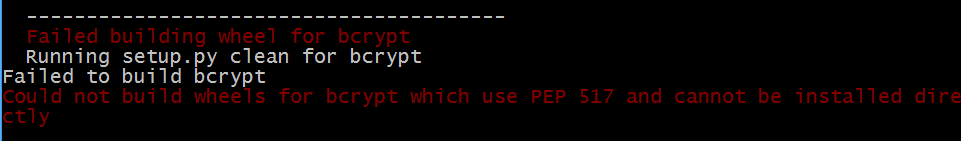 ----------------------------------------
Failed building wheel for bcrypt
Running setup.py clean for bcrypt
Failed to build bcrypt
Could not build wheels for bcrypt which use PEP 517 and cannot be installed dire
ctly